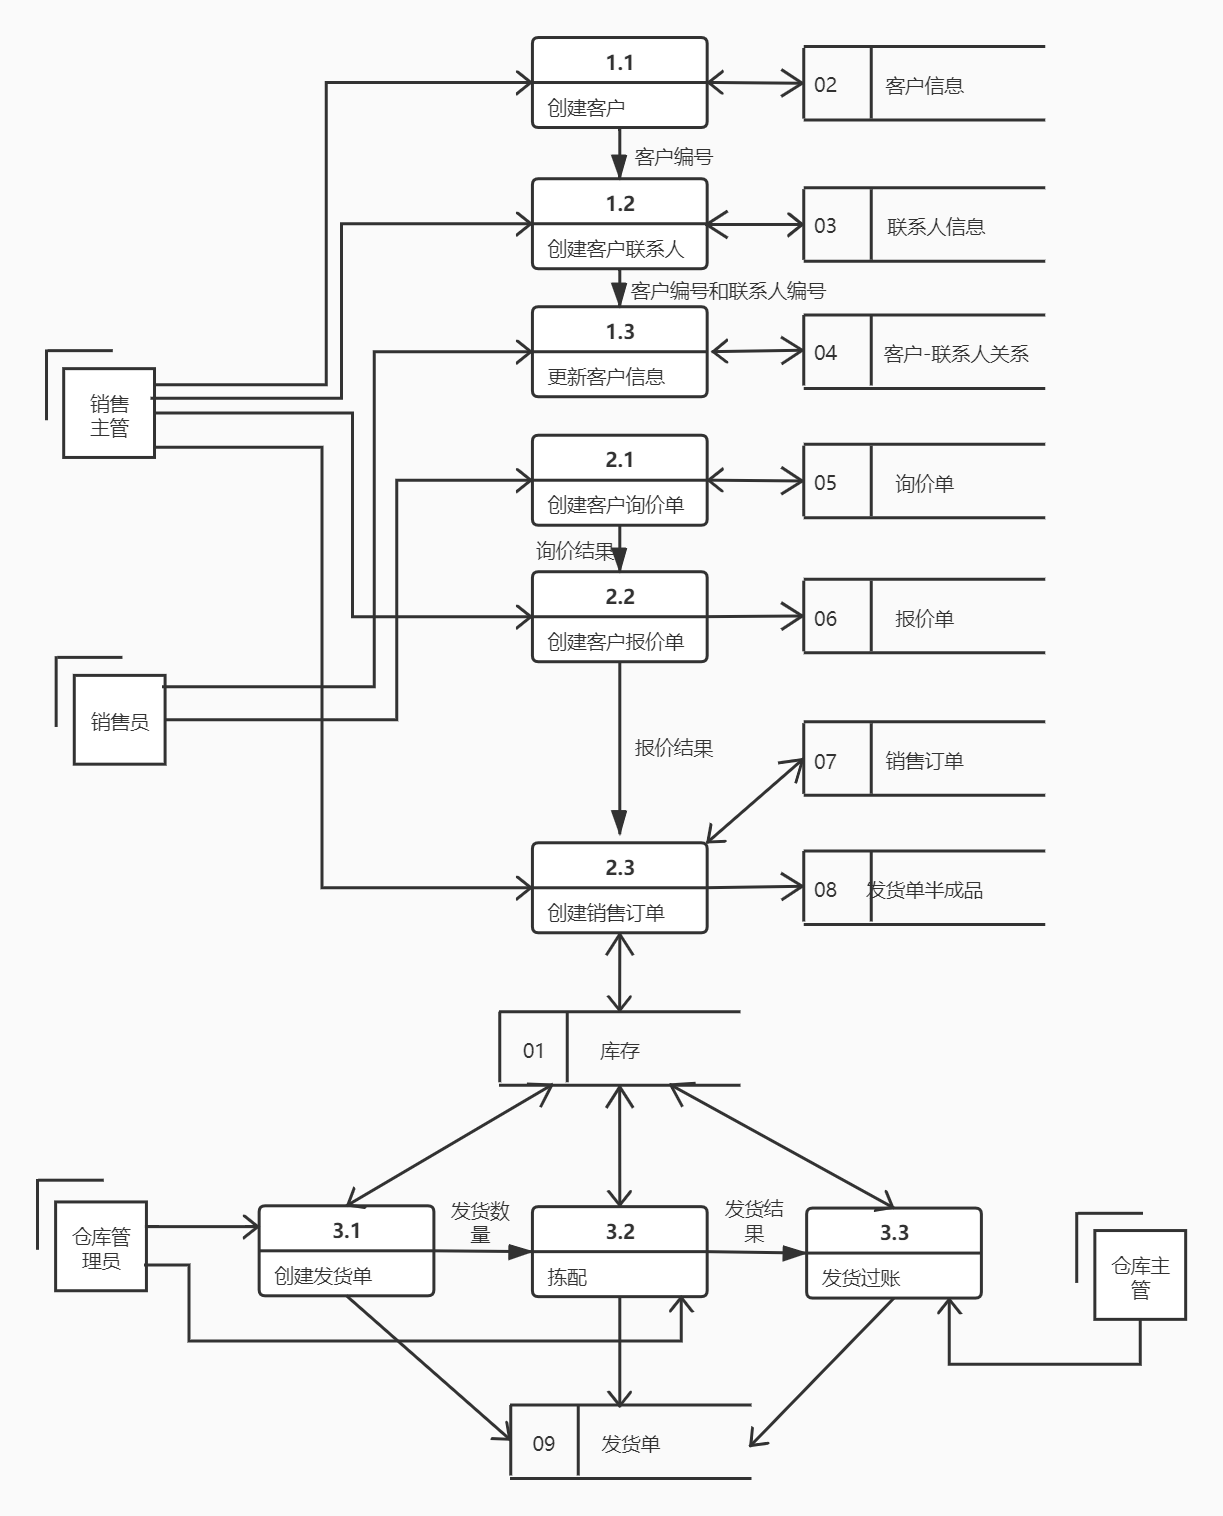 1.1
创建客户
02
客户信息
客户编号
1.2
创建客户联系人
03
联系人信息
客户编号和联系人编号
1.3
更新客户信息
04
客户-联系人关系
销售
主管
2.1
创建客户询价单
05
询价单
询价结果
2.2
创建客户报价单
06
报价单
销售员
报价结果
07
销售订单
2.3
创建销售订单
08
发货单半成品
01
库存
仓库管
理员
3.1
创建发货单
发货数
量
3.2
拣配
发货结
果
3.3
发货过账
仓库主
管
09
发货单